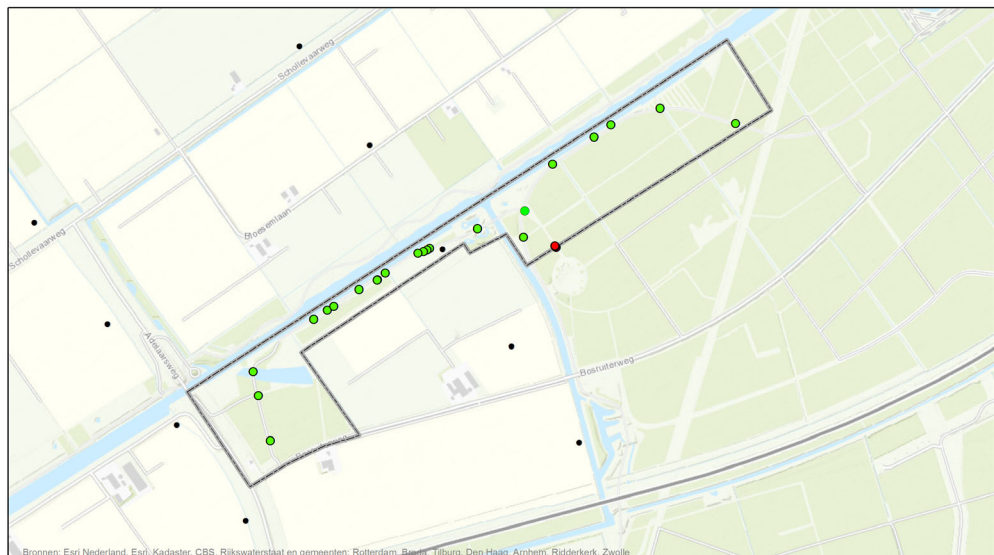 Schollevaarweg
Bloesemlaan
Schollevaarweg
Adelaarsweg
Bosruiterweg
Bronnen: Esri Nederland, Esri, Kadaster, CBS, Rijkswaterstaat en gemeenten: Rotterdam, Breda, Tilburg, Den Haag, Arnhem, Ridderkerk, Zwolle